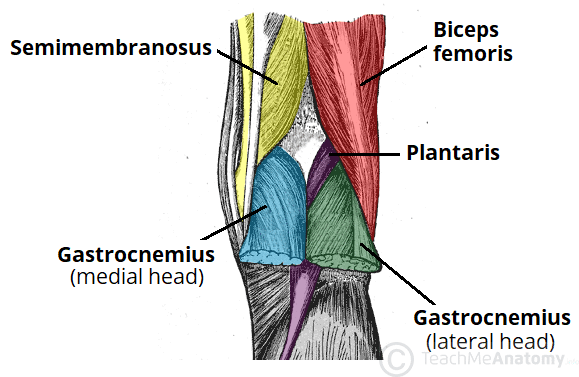 Semimembranosus
Biceps
femoris
Plantaris
Gastrocnemius
(medial head)
Gastrocnemius
(lateral head)
© TeachMeAnatomy